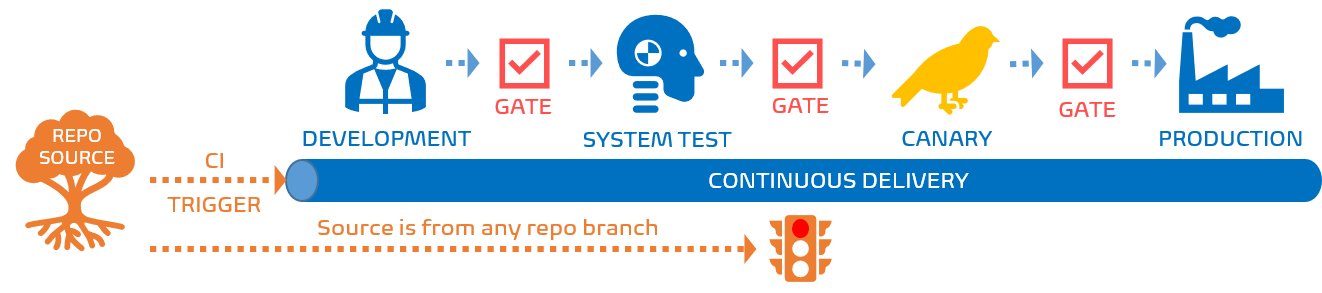 GATE
GATE
GATE
DEVELOPMENT
SYSTEM TEST
CANARY
PRODUCTION
REPO
SOURCE
CI
TRIGGER
CONTINUOUS DELIVERY
Source is from any repo branch